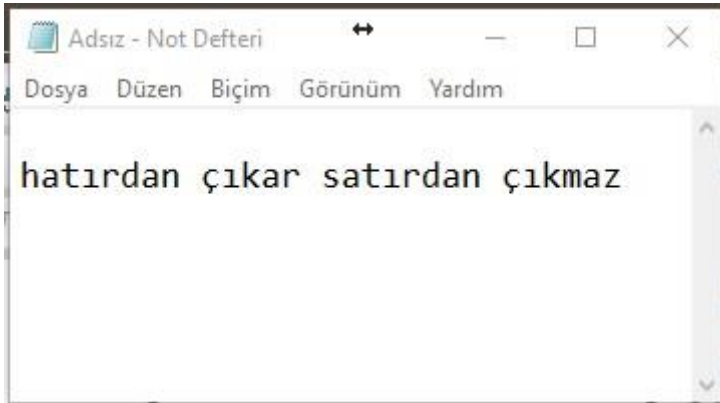 Adsız - Not Defteri
Dosya Düzen Biçim Görünüm Yardım
hatırdan çıkar satırdan çıkmaz